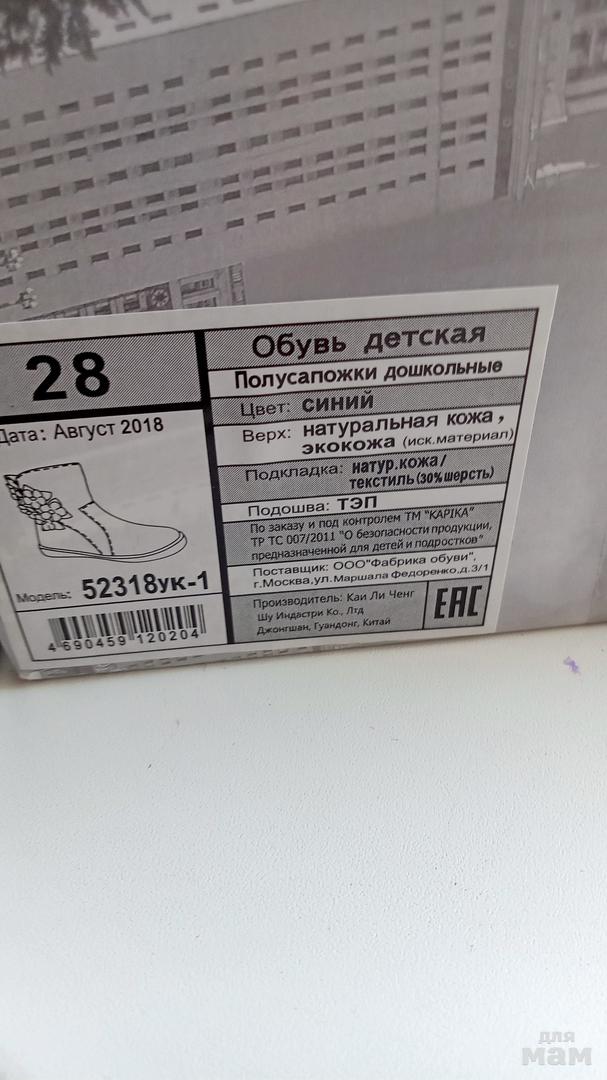 28
Дата: Август 2018
Модель: 52318ук-1
4 690459 120204
Обувь детская
Полусапожки дошкольные
Цвет: синий
Верх: натуральная кожа,
экокожа (иск.материал)
Подкладка: натур.кожа/
текстиль(30%шерсть)
Подошва: ТЭП
По заказу и под контролем ТМ "KAPIKA"
ТР ТС 007/2011 "О безопасности продукции,
предназначенной для детей и подростков"
Поставщик: ООО"Фабрика обуви",
г.Москва,ул.Маршала Федоренко,д.3/1
Производитель: Каи Ли Ченг
Шу Индастри Ко., Лтд
Джонгшан, Гуандонг, Китай
EAC
для
мам